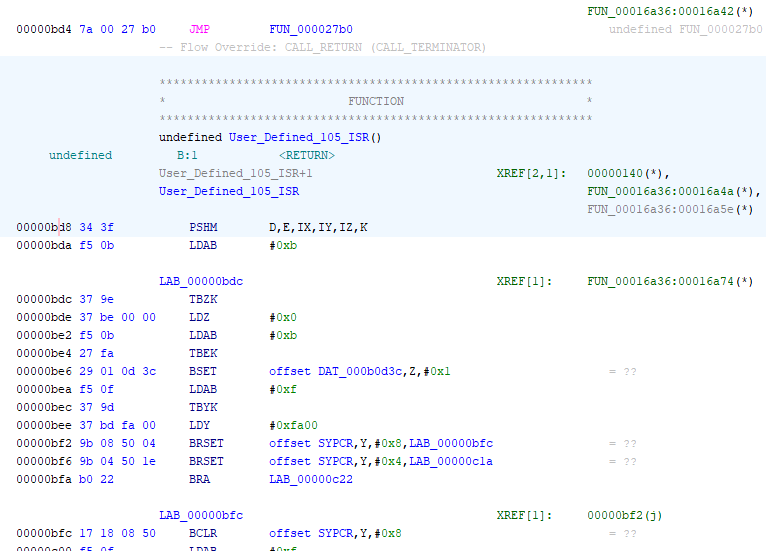 FUN_00016a36:00016a42(*)
00000bd4 7a 00 27 b0 JMP FUN_000027b0 undefined FUN_000027b0
-- Flow Override: CALL_RETURN (CALL_TERMINATOR)
**************************************************************
* FUNCTION *
**************************************************************
undefined User_Defined_105_ISR()
undefined B:1 <RETURN>
User_Defined_105_ISR+1 XREF[2,1]: 00000140(*),
User_Defined_105_ISR FUN_00016a36:00016a4a(*),
FUN_00016a36:00016a5e(*)
00000bd8 34 3f PSHM D,E,IX,IY,IZ,K
00000bda f5 0b LDAB #0xb
LAB_00000bdc XREF[1]: FUN_00016a36:00016a74(*)
00000bdc 37 9e TBZK
00000bde 37 be 00 00 LDZ #0x0
00000be2 f5 0b LDAB #0xb
00000be4 27 fa TBEK
00000be6 29 01 0d 3c BSET offset DAT_000b0d3c,Z,#0x1 = ??
00000bea f5 0f LDAB #0xf
00000bec 37 9d TBYK
00000bee 37 bd fa 00 LDY #0xfa00
00000bf2 9b 08 50 04 BRSET offset SYPCR,Y,#0x8,LAB_00000bfc = ??
00000bf6 9b 04 50 1e BRSET offset SYPCR,Y,#0x4,LAB_00000c1a = ??
00000bfa b0 22 BRA LAB_00000c22
LAB_00000bfc XREF[1]: 00000bf2(j)
00000bfc 17 18 08 50 BCLR offset SYPCR,Y,#0x8 = ??
00000c00 f5 0f LDAB #0xf